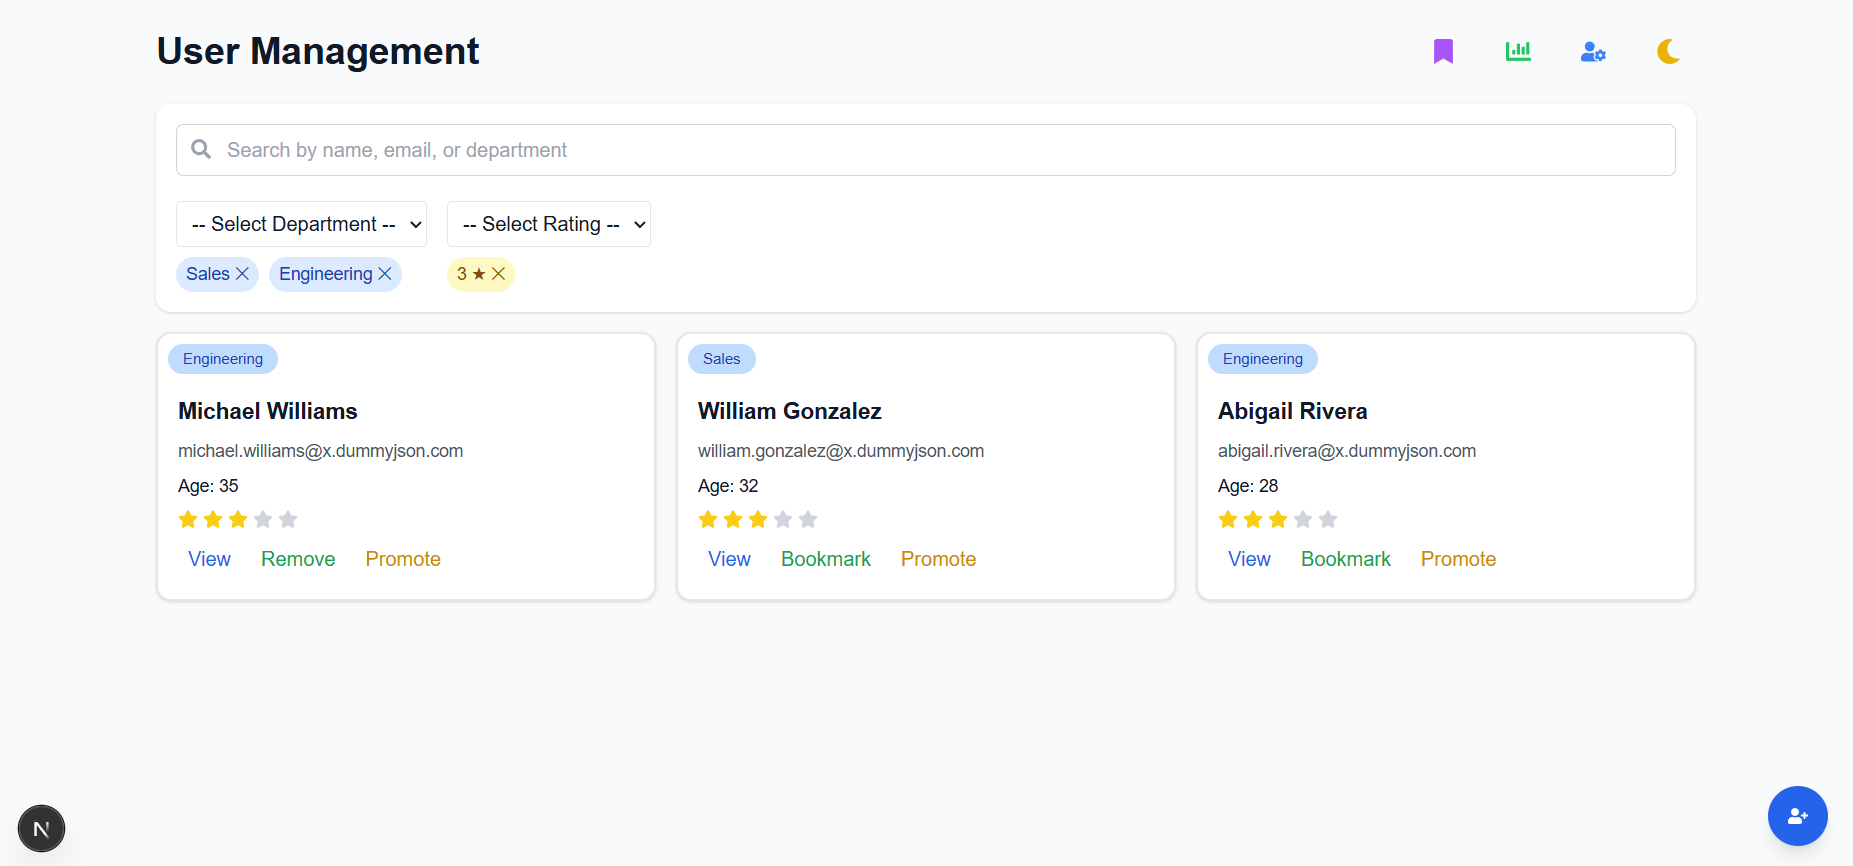 User Management
Search by name, email, or department
-- Select Department -- -- Select Rating --
Sales Engineering 3 ★
Engineering
Michael Williams
michael.williams@x.dummyjson.com
Age: 35
View Remove Promote
Sales
William Gonzalez
william.gonzalez@x.dummyjson.com
Age: 32
View Bookmark Promote
Engineering
Abigail Rivera
abigail.rivera@x.dummyjson.com
Age: 28
View Bookmark Promote
N